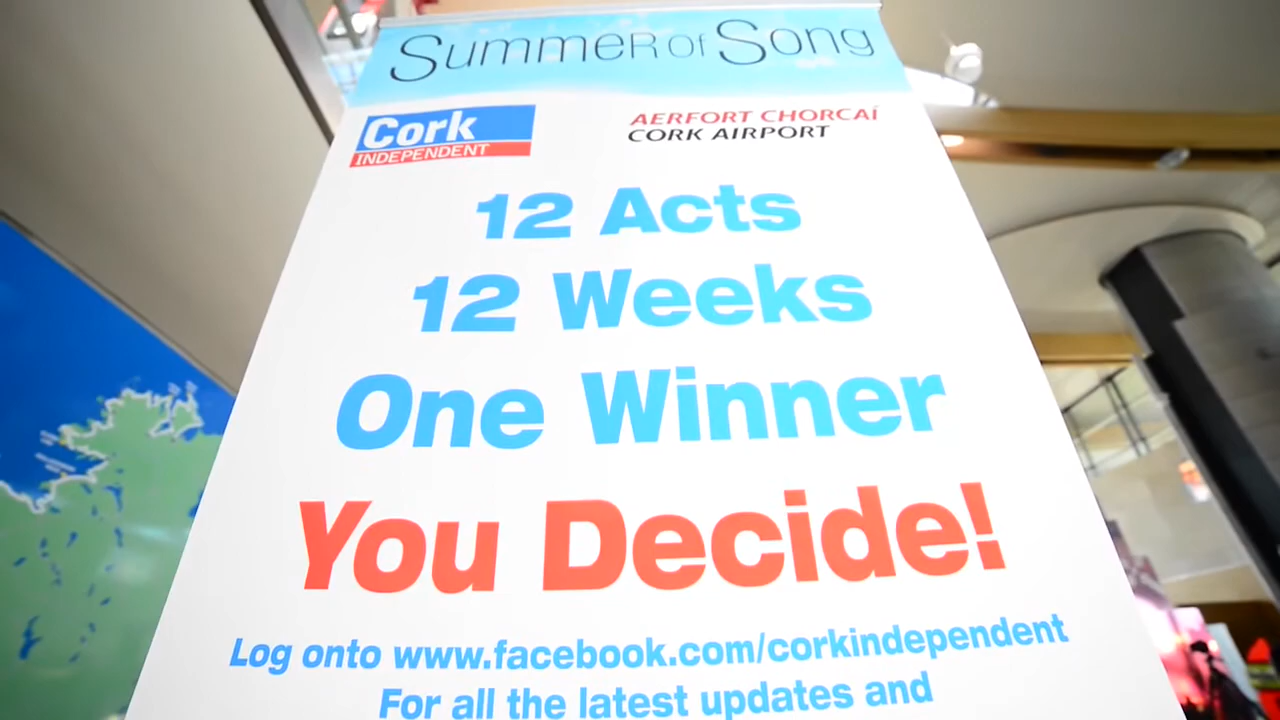 Summer of Song
Cork
INDEPENDENT
AERFORT CHORCAÍ
CORK AIRPORT
12 Acts
12 Weeks
One Winner
You Decide!
Log onto www.facebook.com/corkindependent
For all the latest updates and